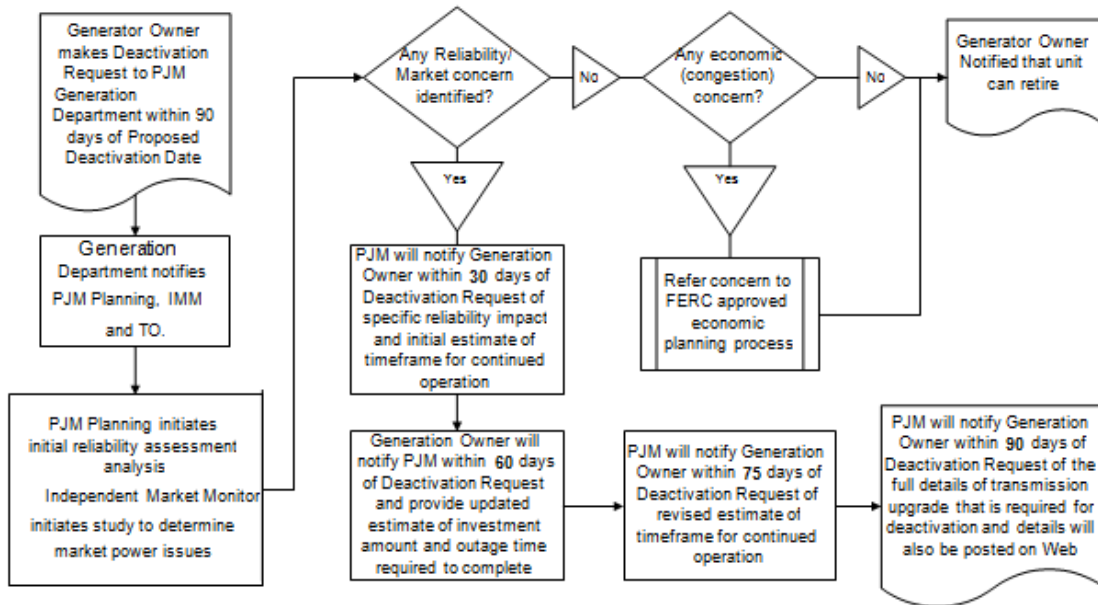 Generator Owner
makes Deactivation
Request to PJM
Generation
Department within 90
days of Proposed
Deactivation Date
Generation
Department notifies
PJM Planning, IMM
and TO.
PJM Planning initiates
initial reliability assessment
analysis
Independent Market Monitor
initiates study to determine
market power issues
Any Reliability/
Market concern
identified?
No
Any economic
(congestion)
concern?
No
Generator Owner
Notified that unit
can retire
Yes
Yes
PJM will notify Generation
Owner within 30 days of
Deactivation Request of
specific reliability impact
and initial estimate of
timeframe for continued
operation
Refer concern to
FERC approved
economic
planning process
Generation Owner will
notify PJM within 60 days
of Deactivation Request
and provide updated
estimate of investment
amount and outage time
required to complete
PJM will notify Generation
Owner within 75 days of
Deactivation Request of
revised estimate of
timeframe for continued
operation
PJM will notify Generation
Owner within 90 days of
Deactivation Request of the
full details of transmission
upgrade that is required for
deactivation and details will
also be posted on Web